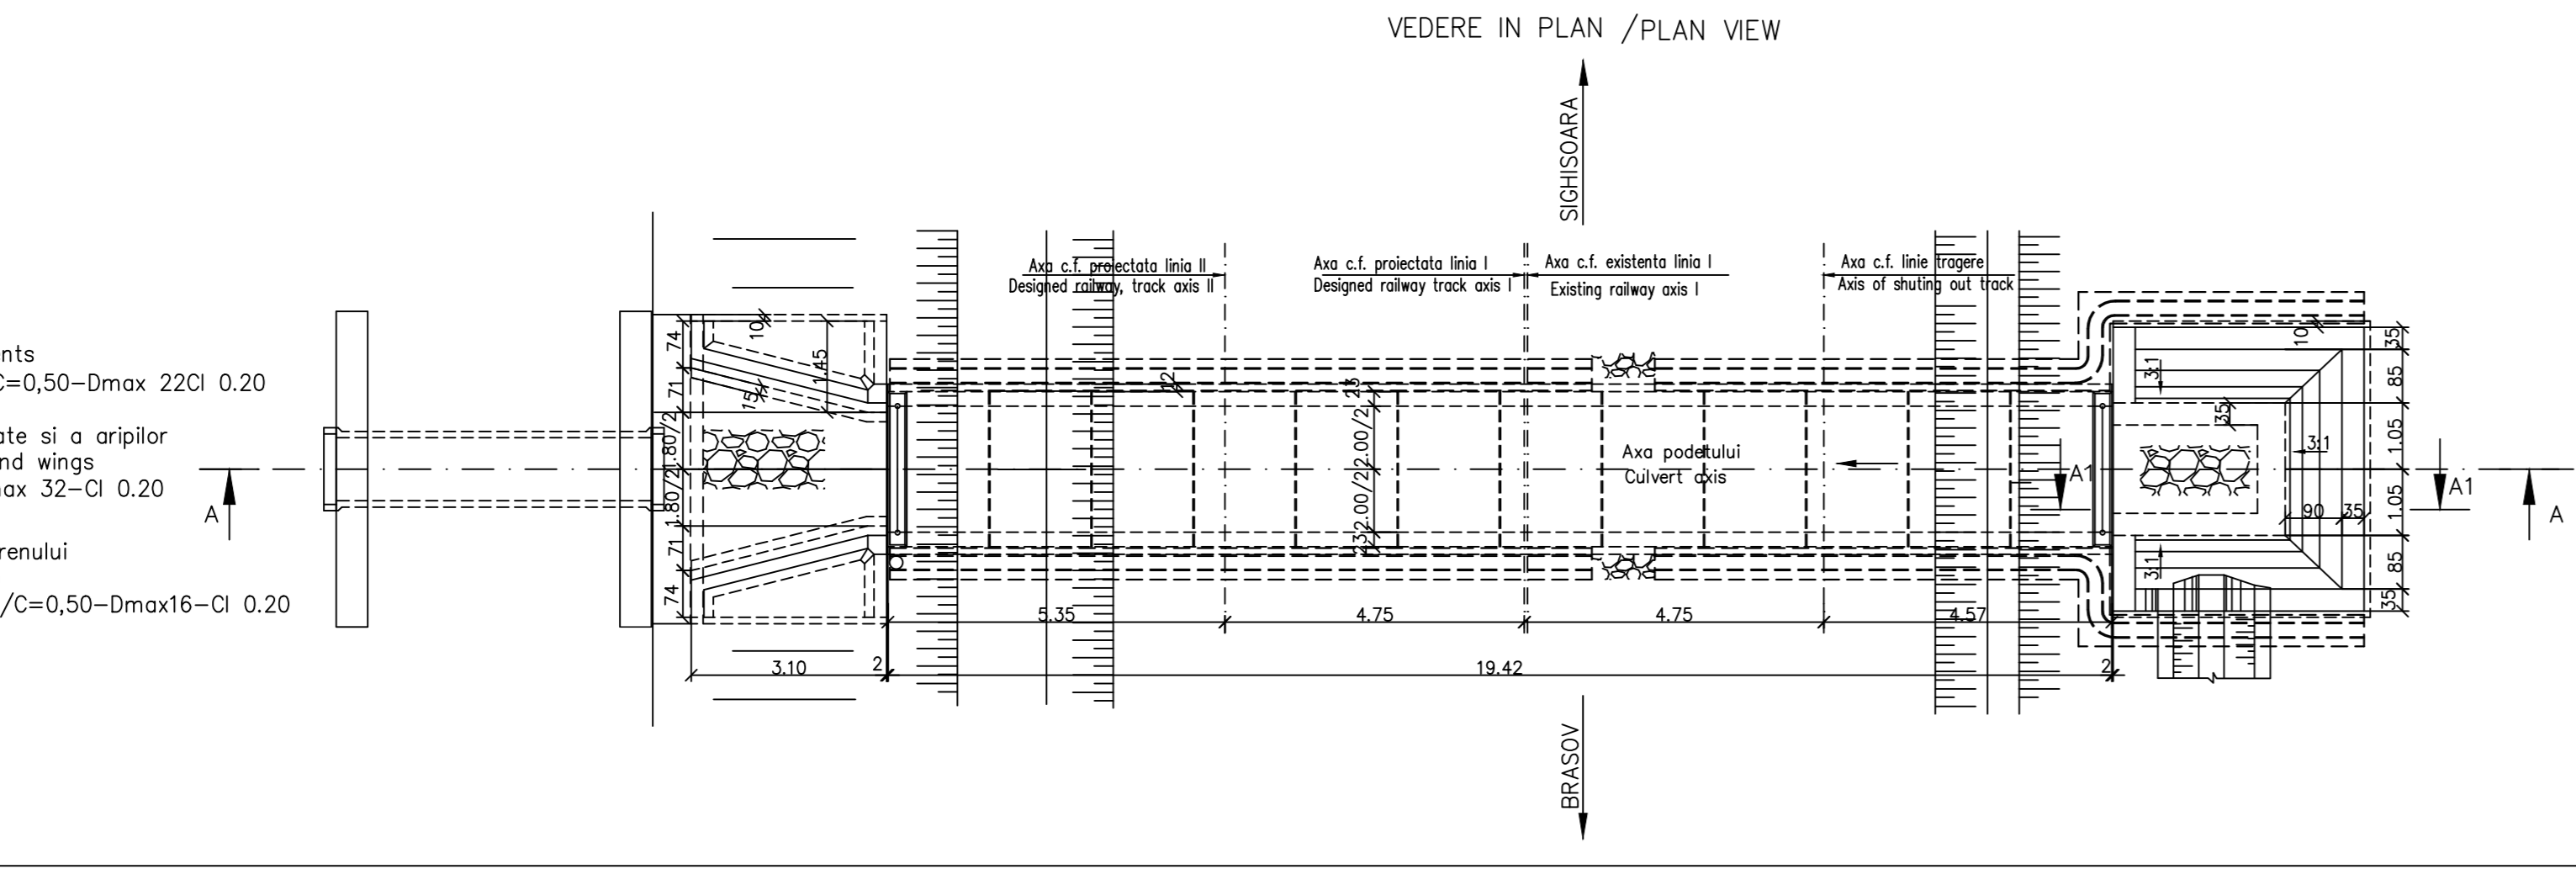 VEDERE IN PLAN /PLAN VIEW
SIGHISOARA
Axa c.f. proiectata linia II
Designed railway, track axis II
Axa c.f. proiectata linia I
Designed railway track axis I
Axa c.f. existenta linia I
Existing railway axis I
Axa c.f. linie tragere
Axis of shuting out track
ents
C=0,50-Dmax 22CI 0.20
ate si a aripilor
nd wings
max 32-CI 0.20
renului
/C=0,50-Dmax16-CI 0.20
A
74
71
1.80/2
1.80/2
71
74
10
15
1.45
12
23
2.00/2
2.00/2
23
Axa podetului
Culvert axis
A1
3:1
35
3:1
3:1
10
90
35
35
85
1.05
1.05
85
35
A1
A
5.35
4.75
4.75
4.57
3.10
2
19.42
2
BRASOV